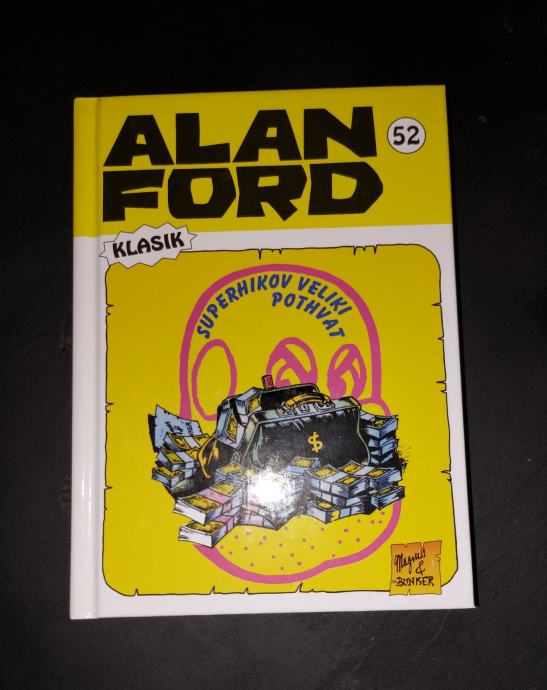 ALAN
FORD
52
KLASIK
SUPERHIKOV VELIKI
POTHVAT
$
Magnus
&
BUNKER